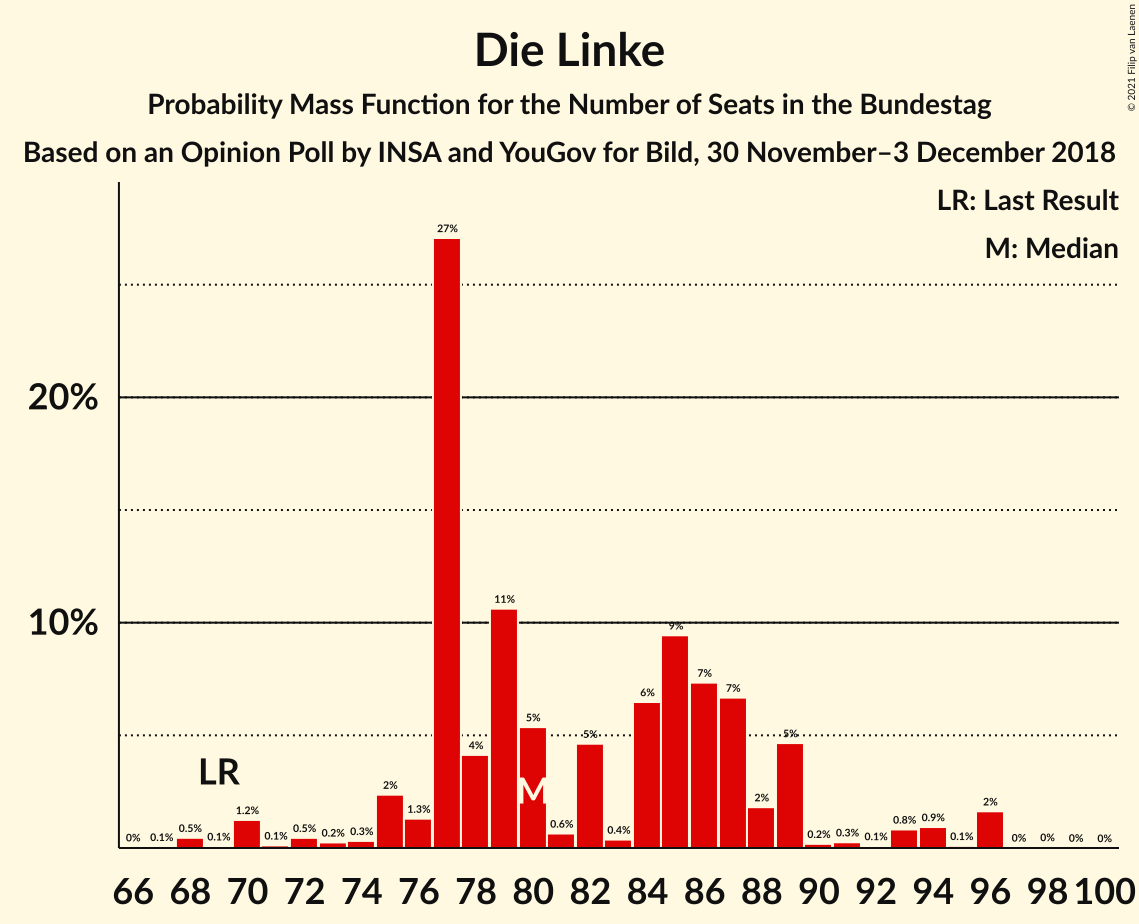 Die Linke
Probability Mass Function for the Number of Seats in the Bundestag
Based on an Opinion Poll by INSA and YouGov for Bild, 30 November–3 December 2018
© 2021 Filip van Laenen
LR: Last Result
M: Median
20%
10%
0% 0.1% 0.5% 0.1% 1.2% 0.1% 0.5% 0.2% 0.3% 2% 1.3% 27% 4% 11% 5% 0.6% 5% 0.4% 6% 9% 7% 7% 2% 5% 0.2% 0.3% 0.1% 0.8% 0.9% 0.1% 2% 0% 0% 0% 0%
LR
M
66 68 70 72 74 76 78 80 82 84 86 88 90 92 94 96 98 100